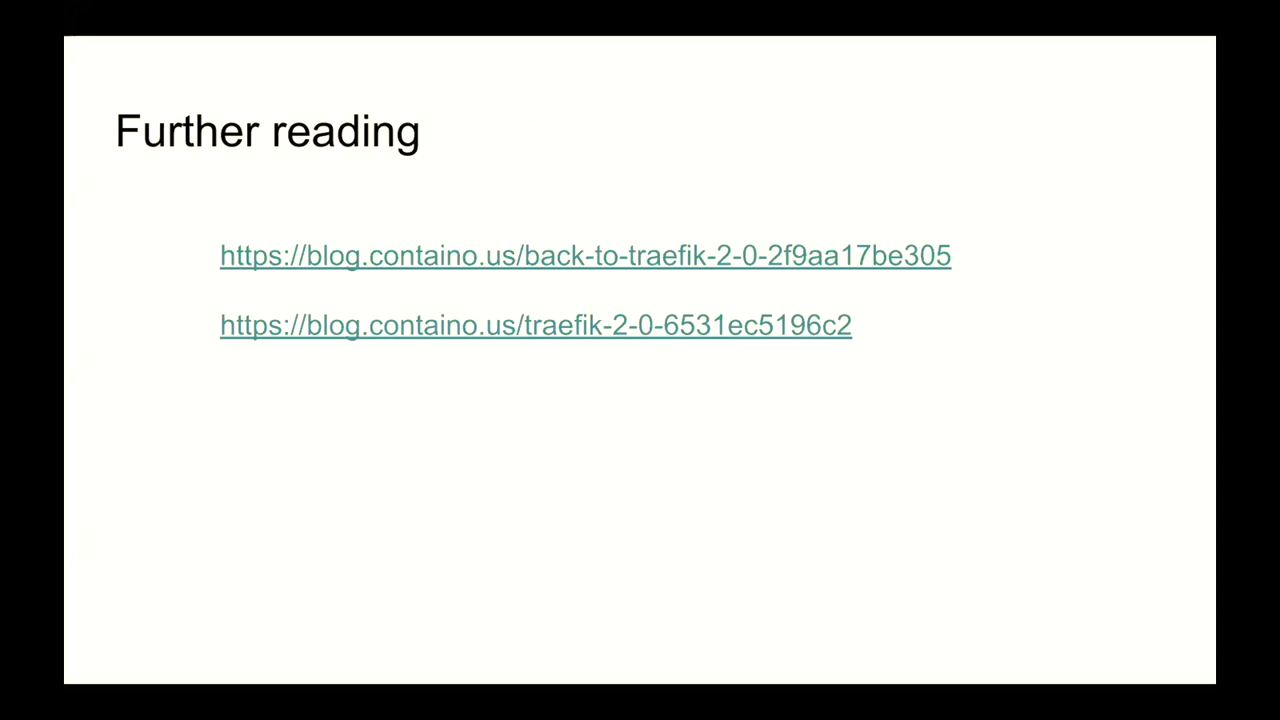 Further reading
https://blog.containo.us/back-to-traefik-2-0-2f9aa17be305
https://blog.containo.us/traefik-2-0-6531ec5196c2